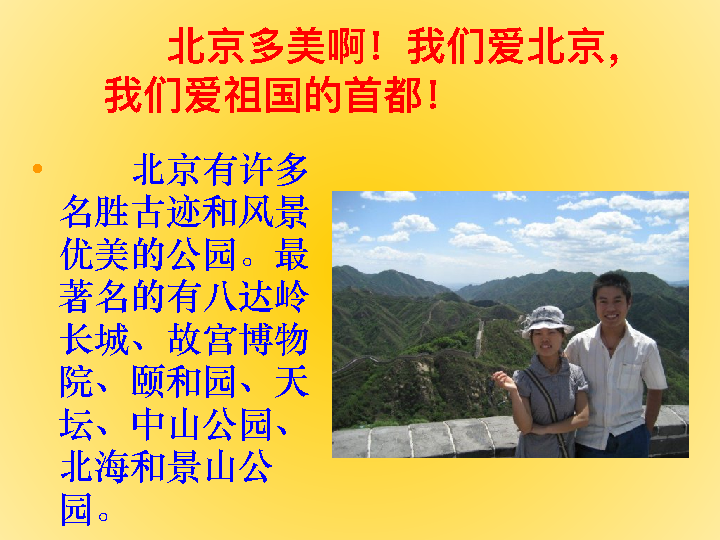 北京多美啊！我们爱北京，
我们爱祖国的首都！
• 北京有许多
名胜古迹和风景
优美的公园。最
著名的有八达岭
长城、故宫博物
院、颐和园、天
坛、中山公园、
北海和景山公
园。